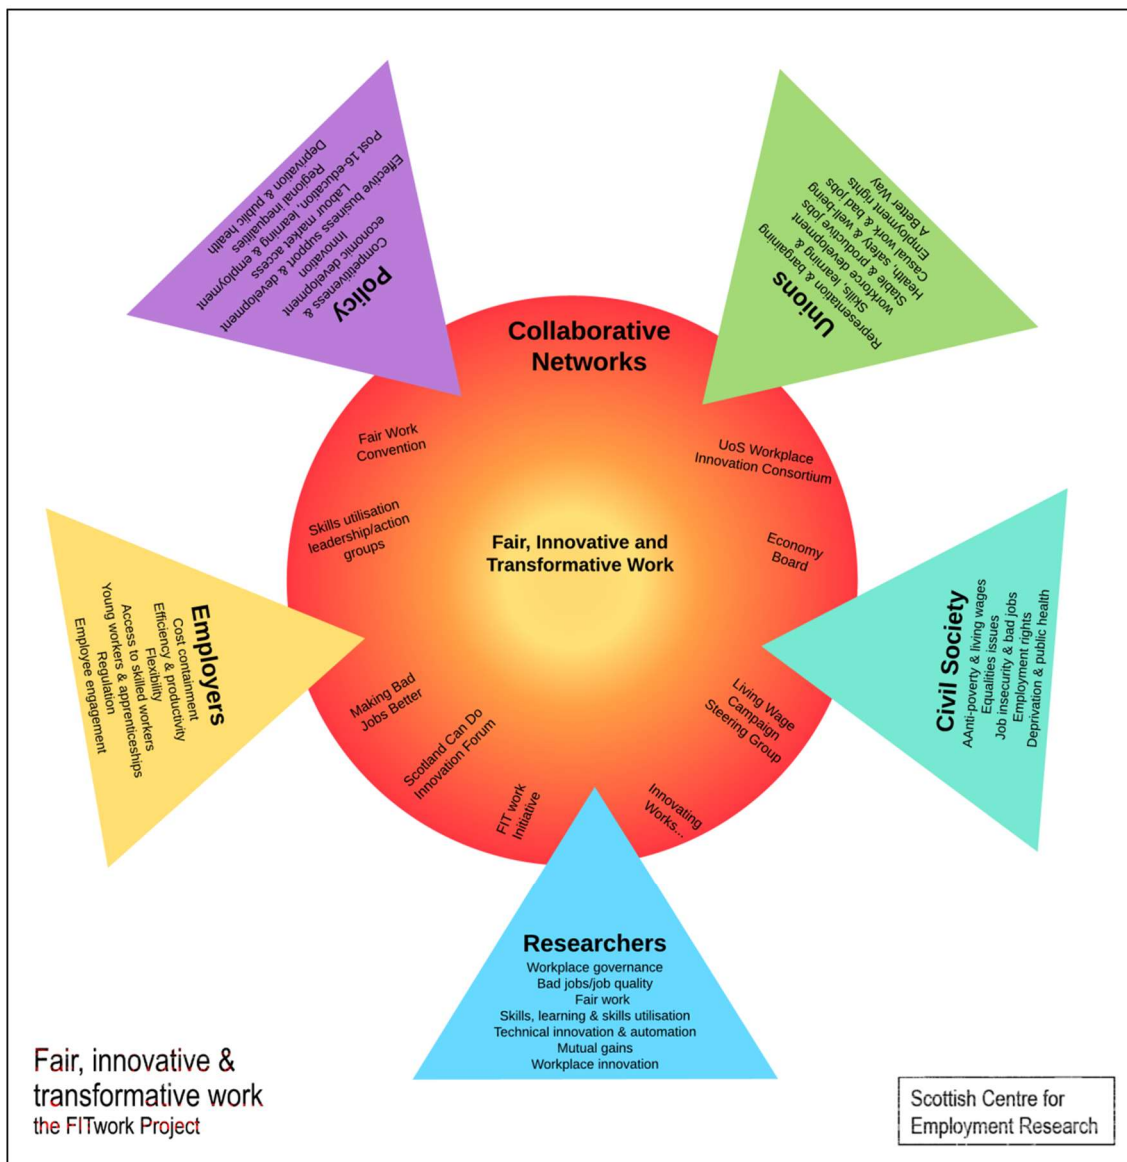 Policy
Competitiveness &
economic development
Innovation
Effective business support & development
Labour market access
Post 16-education, learning & employment
Regional inequalities
Deprivation & public health
Unions
Representation & bargaining
Skills, learning &
workforce development
Stable & productive jobs
Health, safety & well-being
Casual work & bad jobs
Employment rights
A Better Way
Collaborative
Networks
Fair Work
Convention
UoS Workplace
Innovation Consortium
Skills utilisation
leadership/action
groups
Economy
Board
Fair, Innovative and
Transformative Work
Employers
Cost containment
Efficiency & productivity
Flexibility
Access to skilled workers
Young workers & apprenticeships
Regulation
Employee engagement
Civil Society
AAnti-poverty & living wages
Equalities issues
Job insecurity & bad jobs
Employment rights
Deprivation & public health
Making Bad
Jobs Better
Scotland Can Do
Innovation Forum
FIT work
Initiative
Living Wage
Campaign
Steering Group
Innovating
Works...
Researchers
Workplace governance
Bad jobs/job quality
Fair work
Skills, learning & skills utilisation
Technical innovation & automation
Mutual gains
Workplace innovation
Fair, innovative &
transformative work
the FITwork Project
Scottish Centre for
Employment Research